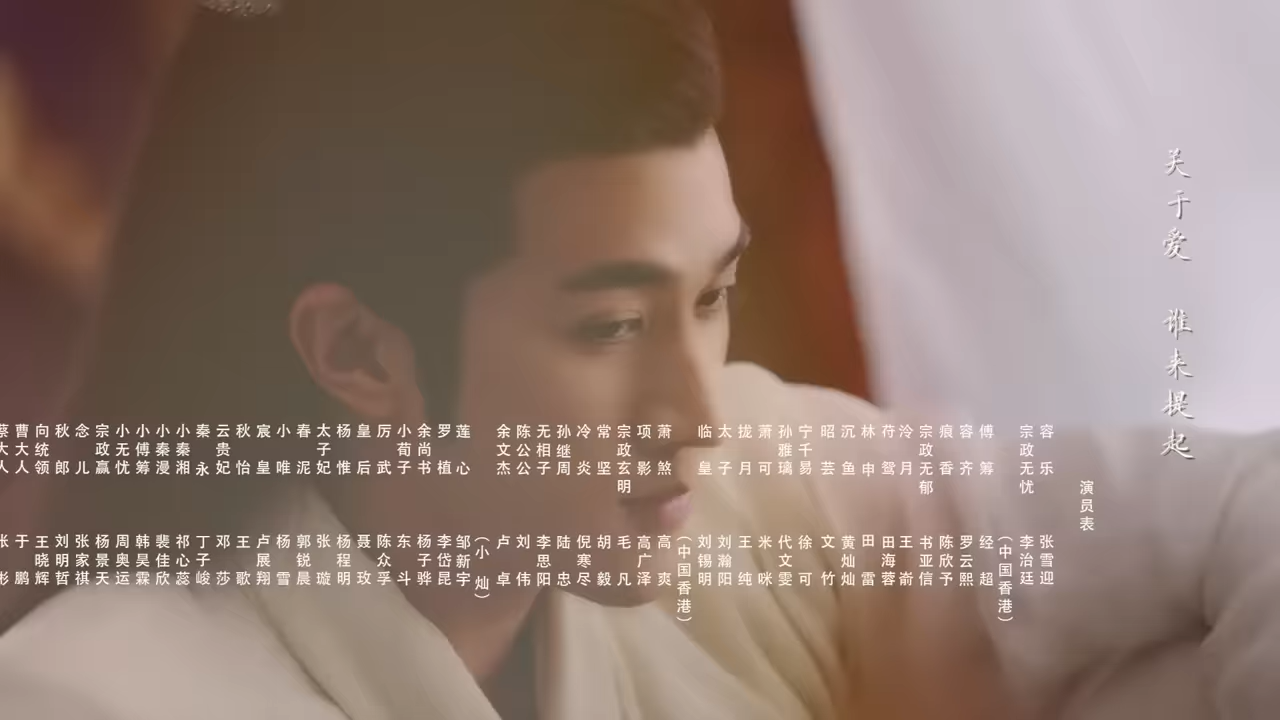 关于爱 谁来提起
演员表
容乐 张雪迎
宗政无忧 李治廷
（中国香港）
傅筹 经超
容齐 罗云熙
痕香 陈欣予
宗政无郁 书亚信
泠月 王嵛
苻鸳 田海蓉
林申 田雷
沉鱼 黄灿灿
昭芸 文竹
宁千易 徐可
孙雅璃 代文雯
萧可 米咪
拢月 王纯
太子 刘瀚阳
临皇 刘锡明
（中国香港）
萧煞 高爽
项影 高广泽
宗政玄明 毛凡
常坚 胡毅
冷炎 倪寒尽
孙继周 陆忠
无相子 李思阳
陈公公 刘伟
余文杰 卢卓
（小灿）
莲心 邹新宇
罗植 李岱昆
余尚书 杨子骅
小荀子 东斗
厉武 陈众孚
皇后 聂玫
杨惟 杨程明
太子妃 张璇
春泥 郭锐晨
小唯 杨雪
宸皇 卢展翔
秋怡 王歌
云贵妃 邓莎
秦永 丁子峻
小秦湘 祁心蕊
小秦漫 裴佳欣
小傅筹 韩昊霖
小无忧 周奥运
宗政赢 杨景天
念儿 张家祺
秋郎 刘明哲
向统领 王晓辉
曹大人 于鹏
蔡大人 张彬